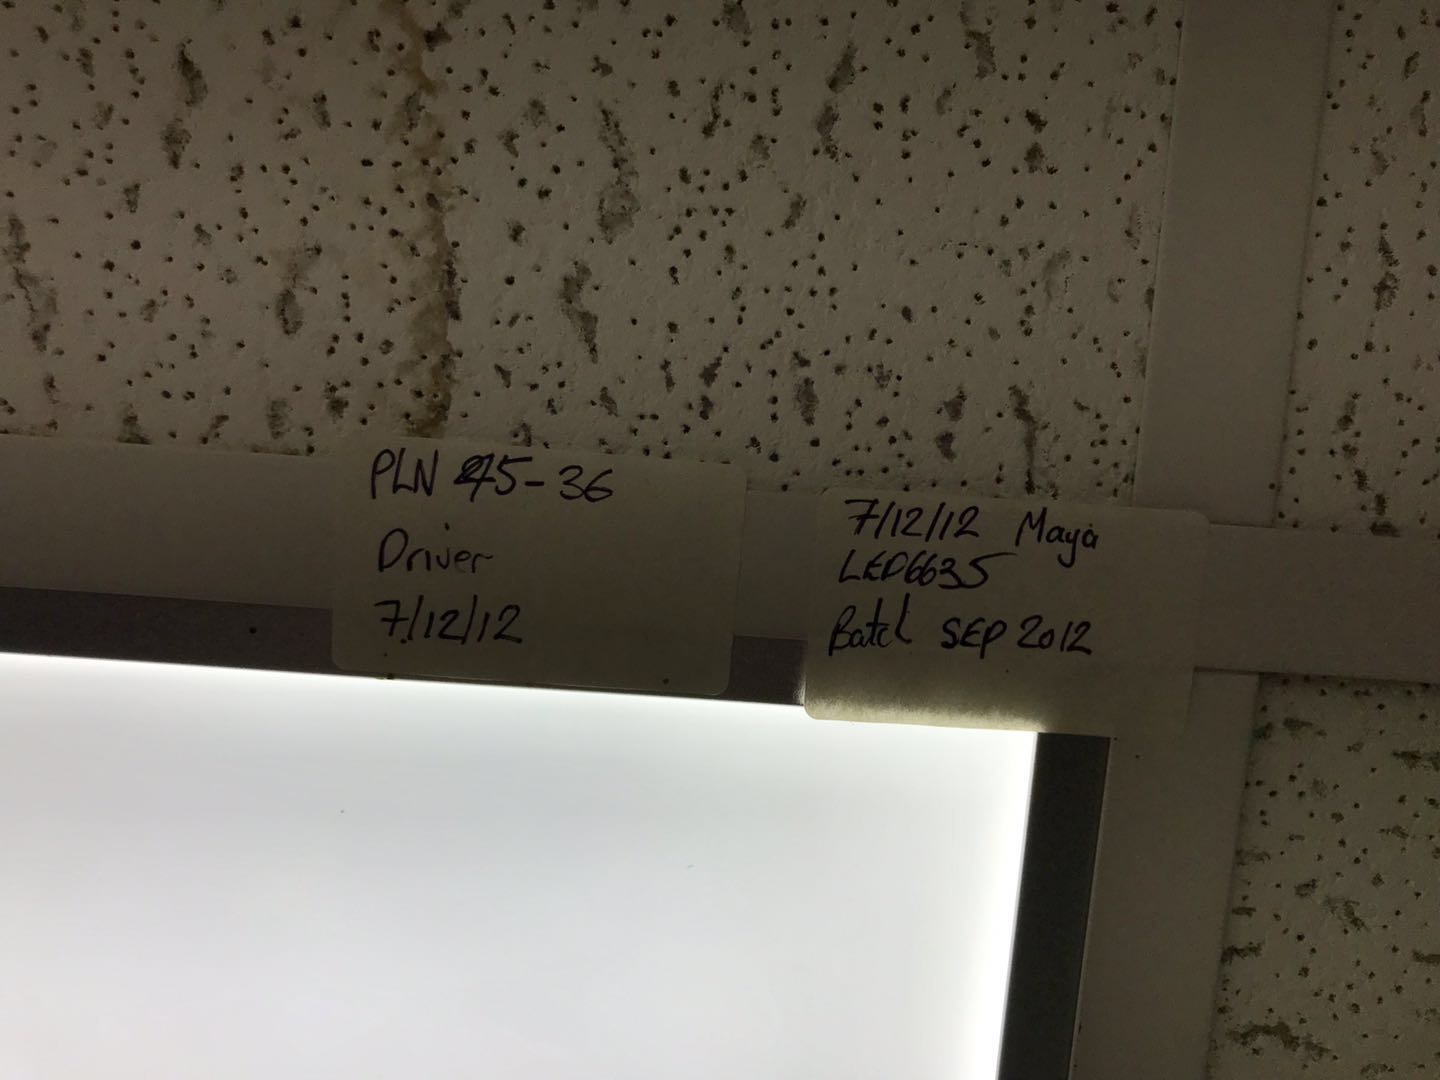 PLN 45-36
Driver
7/12/12
7/12/12 Maya
LED6635
Batch SEP 2012